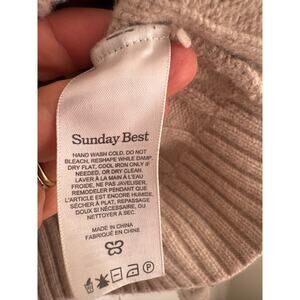 Sunday Best
HAND WASH COLD, DO NOT
BLEACH, RESHAPE WHILE DAMP,
DRY FLAT, COOL IRON ONLY IF
NEEDED, OR DRY CLEAN.
LAVER À LA MAIN À L'EAU
FROIDE, NE PAS JAVELISER,
REMODELER PENDANT QUE
L'ARTICLE EST ENCORE HUMIDE,
SÉCHER À PLAT, REPASSAGE
DOUX SI NÉCESSAIRE, OU
NETTOYER À SEC.
MADE IN CHINA
FABRIQUÉ EN CHINE
P